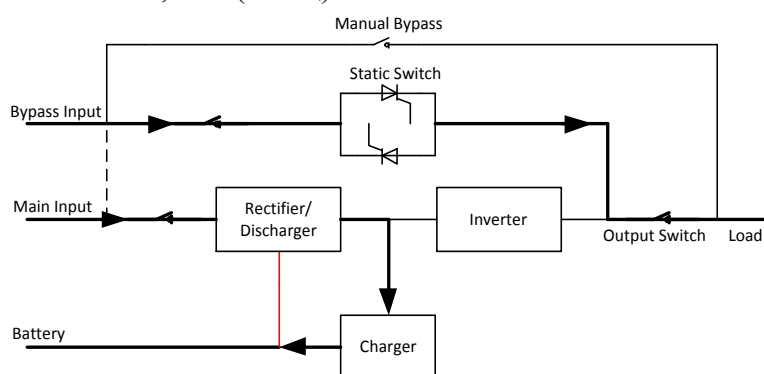 Manual Bypass
Static Switch
Bypass Input
Main Input
Rectifier/
Discharger
Inverter
Output Switch
Load
Battery
Charger